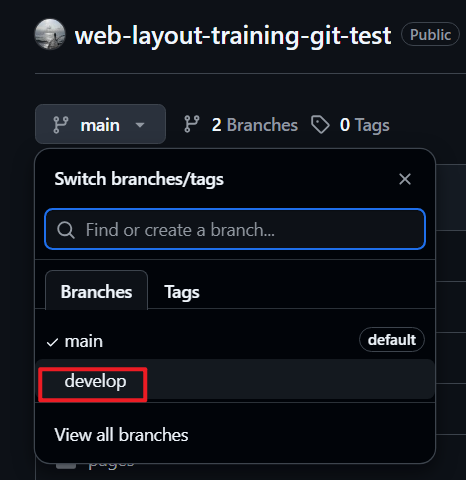 web-layout-training-git-test Public
main 2 Branches 0 Tags
Switch branches/tags
Find or create a branch...
Branches Tags
main default
develop
View all branches
pages